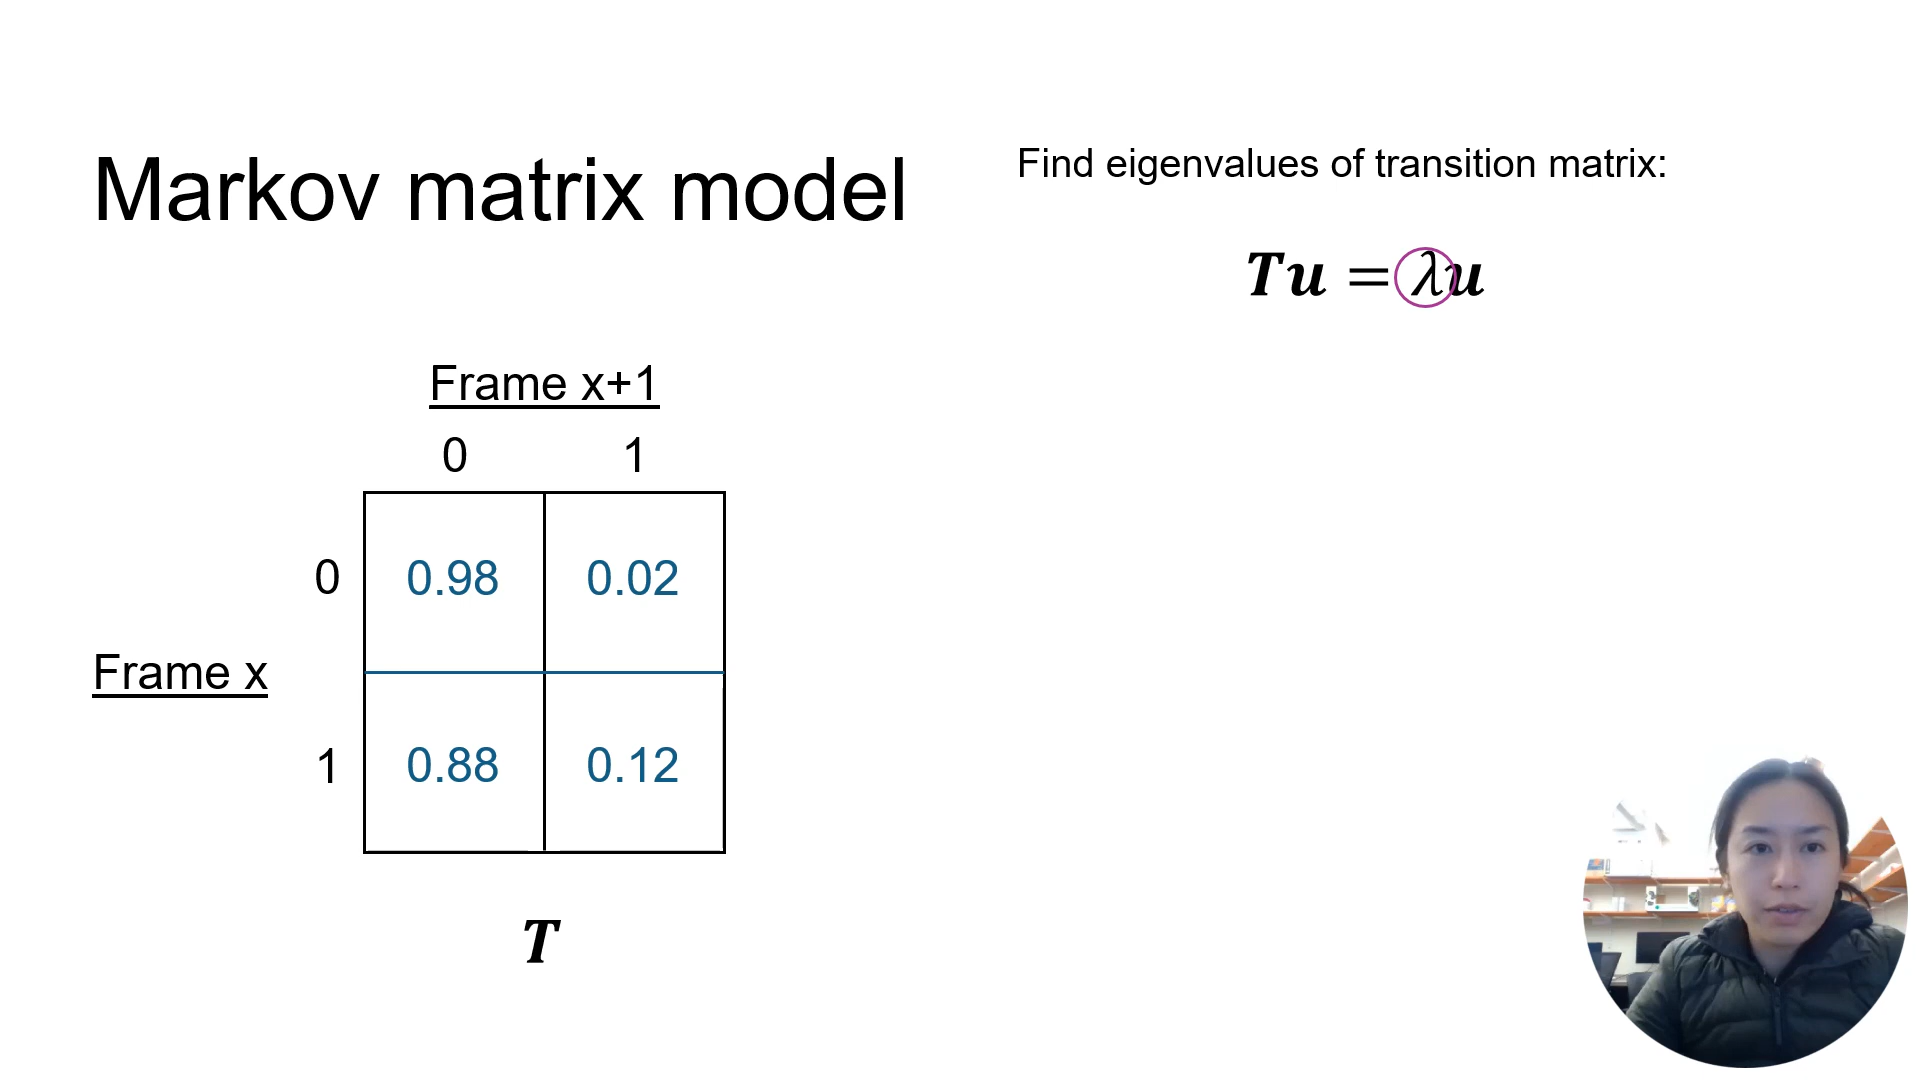 Markov matrix model
Find eigenvalues of transition matrix:
𝑻𝒖 = 𝜆𝒖
Frame x+1
0 1
0 0.98 0.02
Frame x
1 0.88 0.12
𝑻